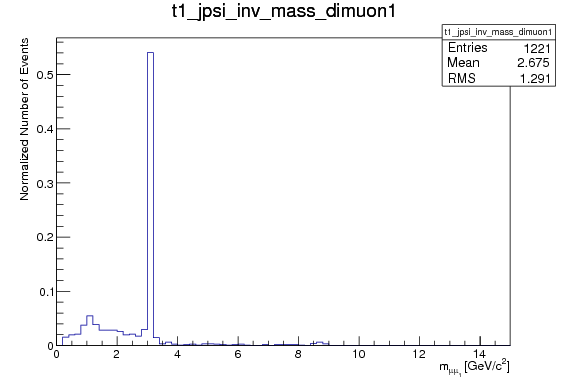 t1_jpsi_inv_mass_dimuon1
t1_jpsi_inv_mass_dimuon1
Entries 1221
Mean 2.675
RMS 1.291
Normalized Number of Events
0.5
0.4
0.3
0.2
0.1
0
0 2 4 6 8 10 12 14
mμμ1 [GeV/c2]